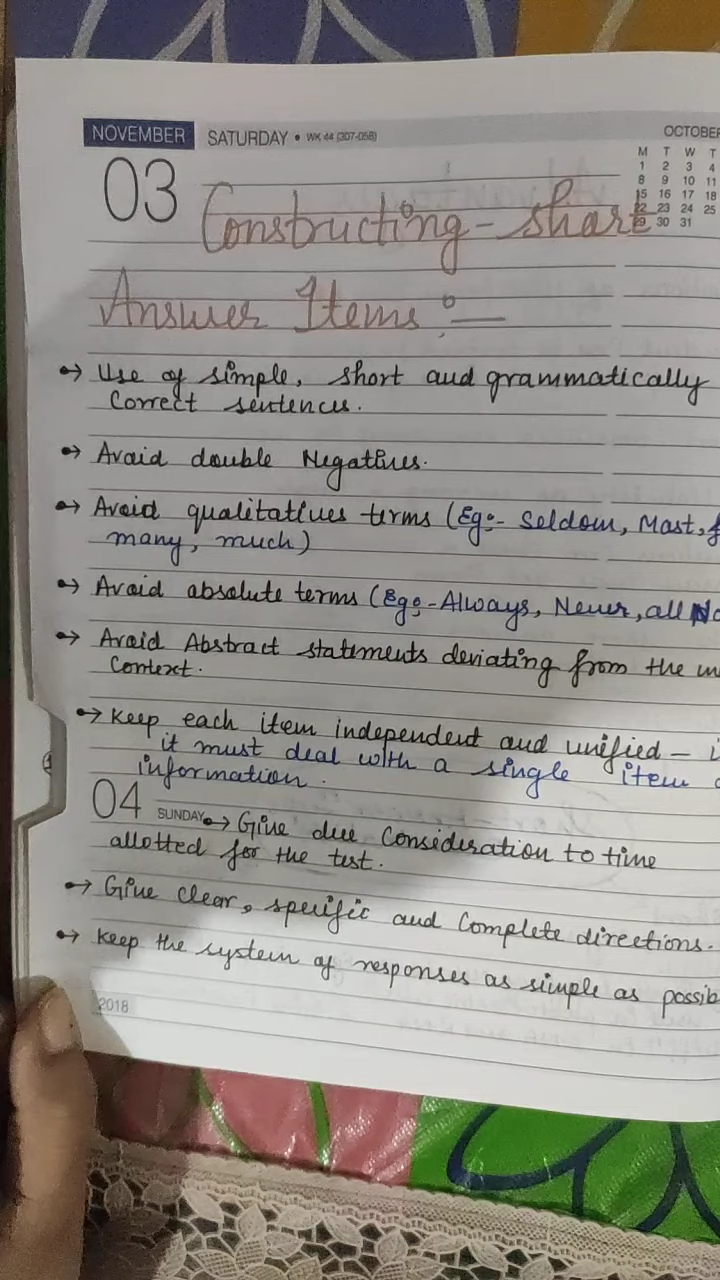 NOVEMBER SATURDAY • WK 44 (307-058)
OCTOBER
M T W T
1 2 3 4
8 9 10 11
15 16 17 18
22 23 24 25
29 30 31
03
Constructing - Short
Answer Items :—
→ Use of simple, short and grammatically
Correct sentences.
→ Avoid double Negatives.
→ Avoid qualitatives terms (Eg:- Seldom, Most,
many, much)
→ Avoid absolute terms (Eg:- Always, Never, all
→ Avoid Abstract statements deviating from the
Context.
→ Keep each item independent and unified –
it must deal with a single item
information.
04 SUNDAY → Give due Consideration to time
allotted for the test.
→ Give clear, specific and Complete directions.
→ Keep the system of responses as simple as
2018